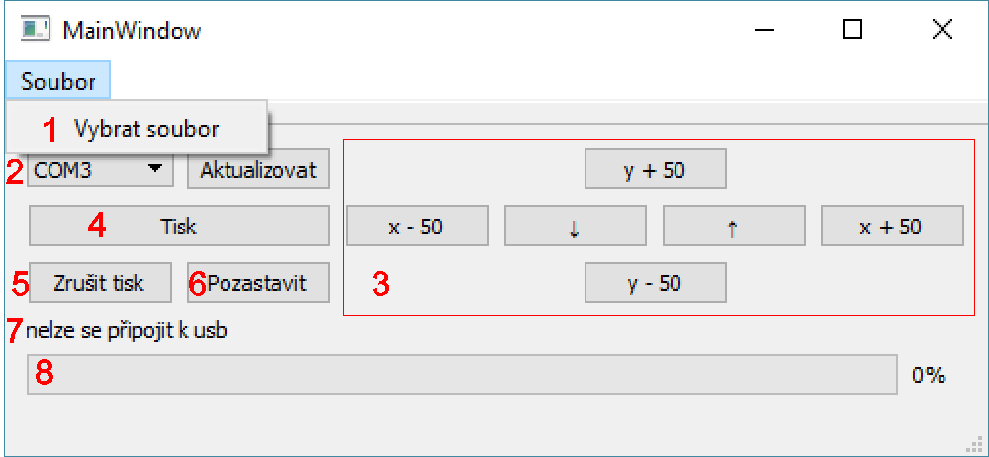 MainWindow
Soubor
1 Vybrat soubor
2 COM3 Aktualizovat y + 50
4 Tisk x - 50 ↓ ↑ x + 50
5 Zrušit tisk 6 Pozastavit 3 y - 50
7 nelze se připojit k usb
8 0%